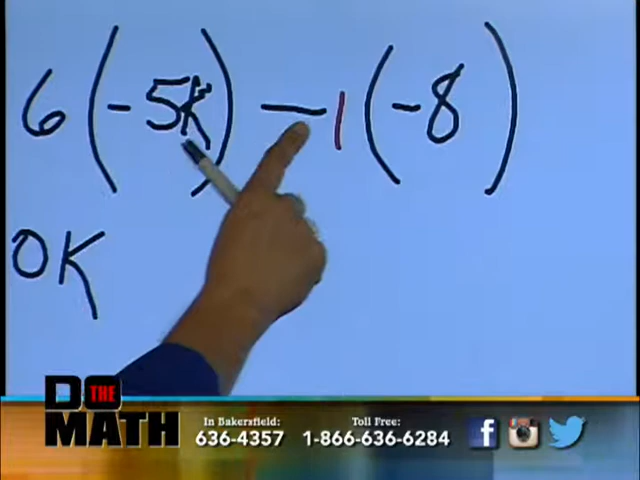 6(-5K)-1(-8)
0K
DO THE MATH
In Bakersfield: 636-4357
Toll Free: 1-866-636-6284